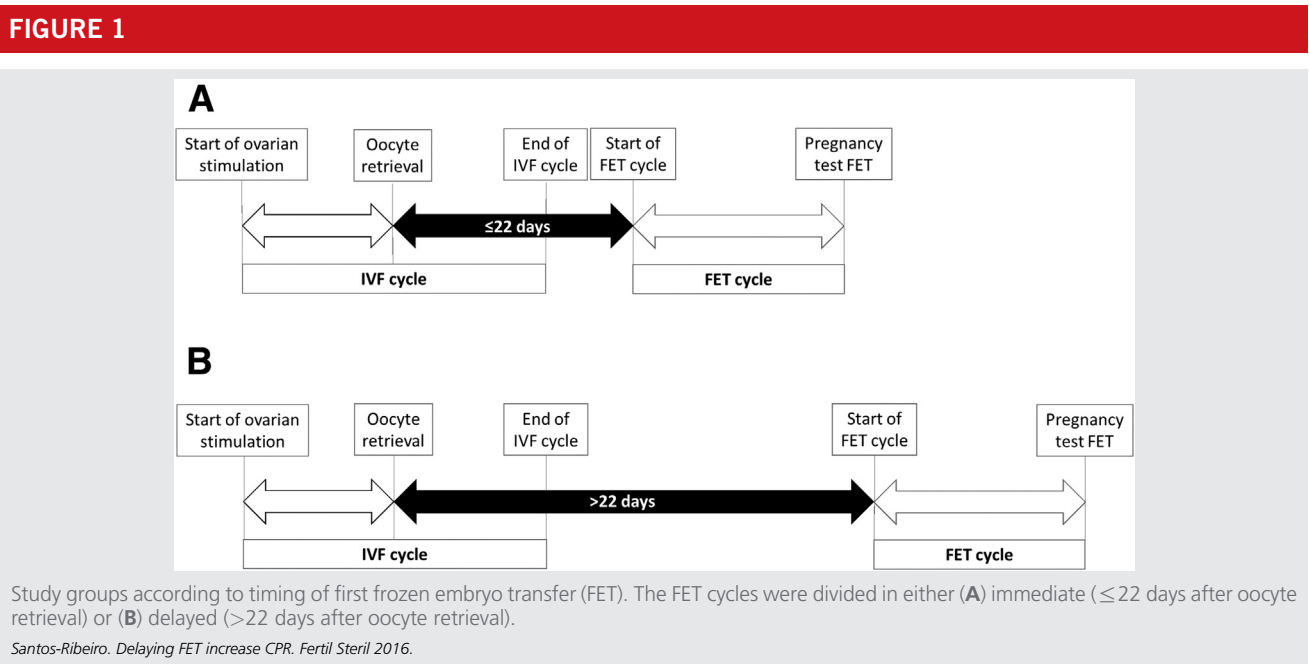 FIGURE 1
A
Start of ovarian
stimulation
Oocyte
retrieval
End of
IVF cycle
Start of
FET cycle
Pregnancy
test FET
≤22 days
IVF cycle
FET cycle
B
Start of ovarian
stimulation
Oocyte
retrieval
End of
IVF cycle
Start of
FET cycle
Pregnancy
test FET
>22 days
IVF cycle
FET cycle
Study groups according to timing of first frozen embryo transfer (FET). The FET cycles were divided in either (A) immediate (≤22 days after oocyte
retrieval) or (B) delayed (>22 days after oocyte retrieval).
Santos-Ribeiro. Delaying FET increase CPR. Fertil Steril 2016.